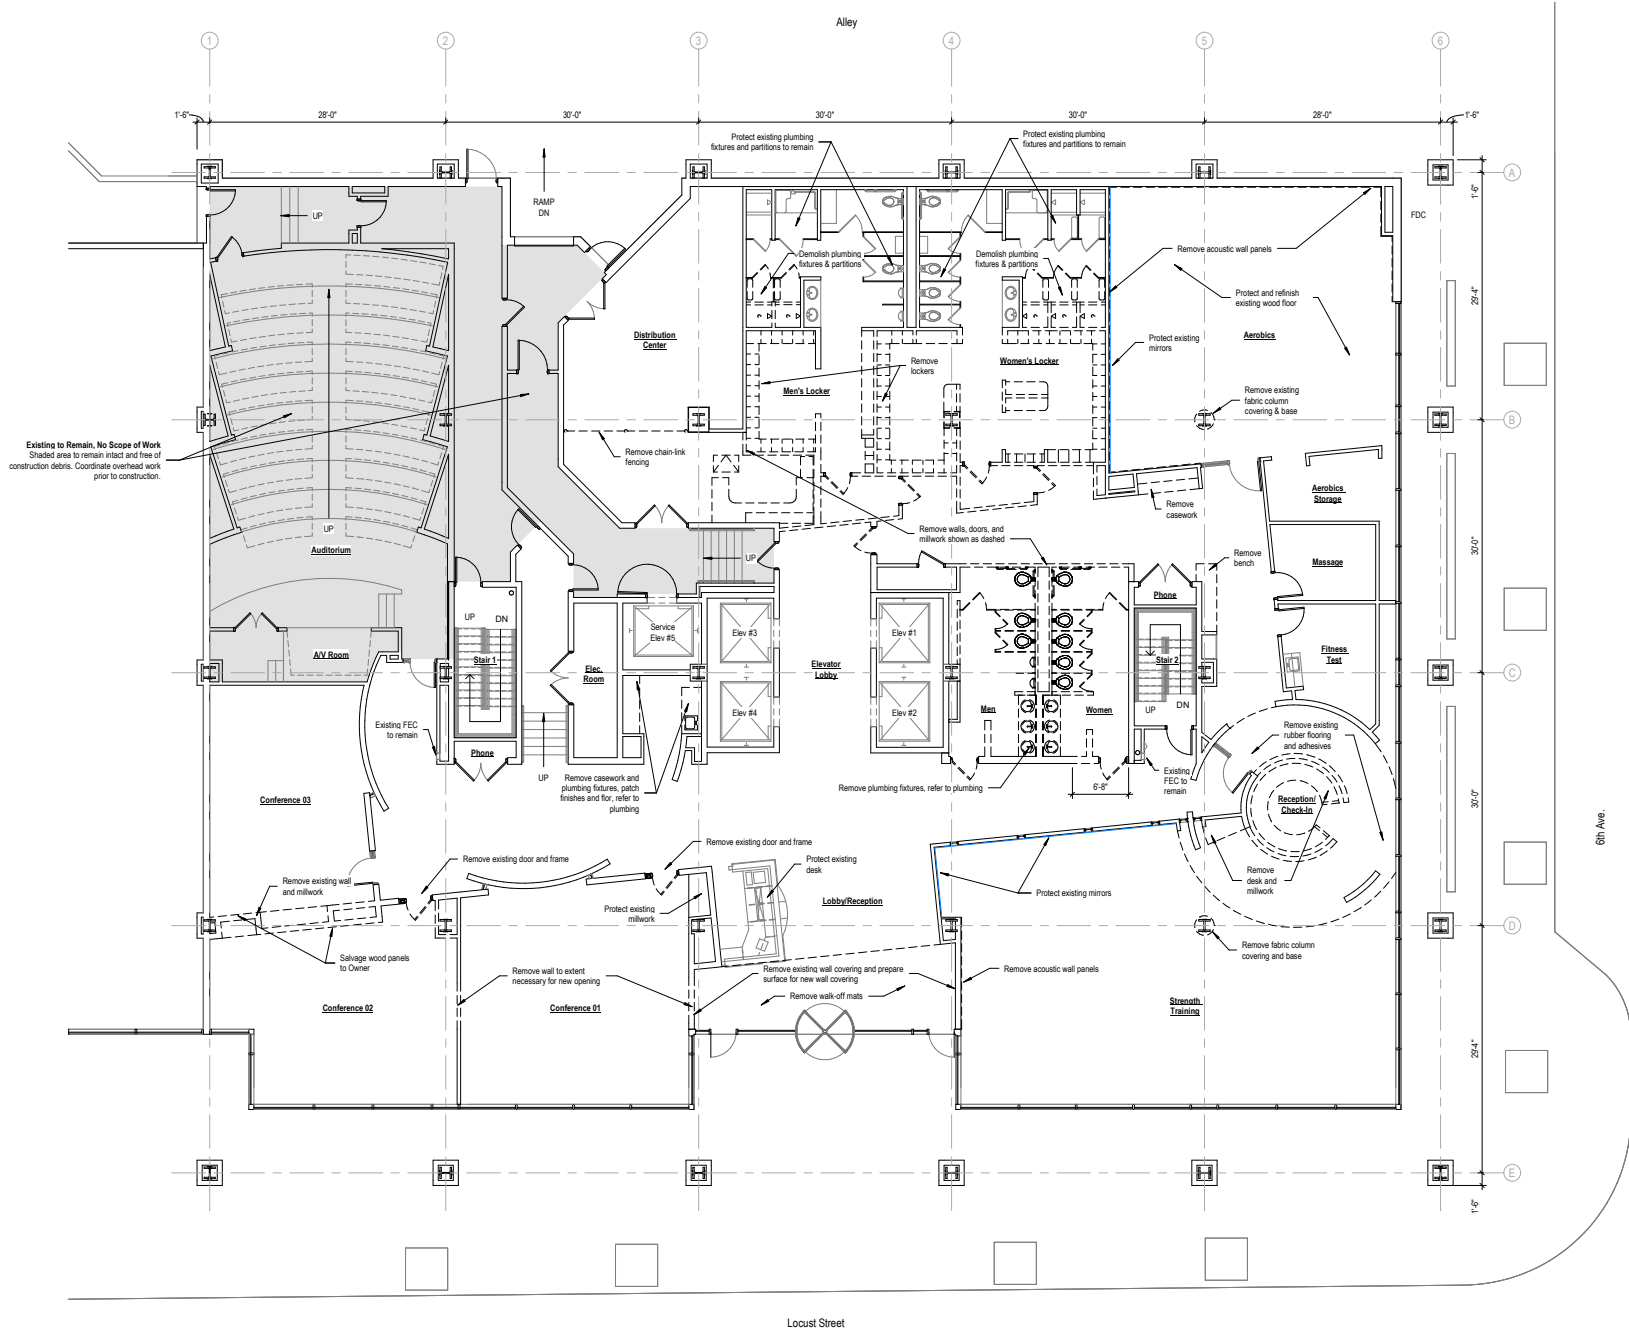 Alley
1
2
3
4
5
6
1'-6"
28'-0"
30'-0"
30'-0"
30'-0"
28'-0"
1'-6"
Protect existing plumbing
fixtures and partitions to remain
Protect existing plumbing
fixtures and partitions to remain
A
1'-6"
RAMP
DN
UP
FDC
Remove acoustic wall panels
Demolish plumbing
fixtures & partitions
Demolish plumbing
fixtures & partitions
Protect and refinish
existing wood floor
29'-4"
Distribution
Center
Aerobics
Protect existing
mirrors
Remove
lockers
Women's Locker
Men's Locker
Remove existing
fabric column
covering & base
B
Existing to Remain, No Scope of Work
Shaded area to remain intact and free of
construction debris. Coordinate overhead work
prior to construction.
Remove chain-link
fencing
Aerobics
Storage
Remove
casework
UP
Auditorium
Remove walls, doors, and
millwork shown as dashed
30'-0"
UP
Remove
bench
Massage
Phone
UP
DN
Service
Elev #5
Elev #3
Elev #1
A/V Room
Stair 1
Elec.
Room
Elevator
Lobby
Stair 2
Fitness
Test
C
Elev #4
Elev #2
Men
Women
UP
DN
Existing FEC
to remain
Phone
UP
Remove existing
rubber flooring
and adhesives
Remove casework and
plumbing fixtures, patch
finishes and flor, refer to
plumbing
Remove plumbing fixtures, refer to plumbing
6'-8"
Existing
FEC to
remain
Conference 03
Reception/
Check-In
30'-0"
6th Ave.
Remove existing door and frame
Remove existing door and frame
Protect existing
desk
Remove existing wall
and millwork
Remove
desk and
millwork
Protect existing mirrors
Protect existing
millwork
Lobby/Reception
D
Salvage wood panels
to Owner
Remove fabric column
covering and base
Remove wall to extent
necessary for new opening
Remove existing wall covering and prepare
surface for new wall covering
Remove acoustic wall panels
Remove walk-off mats
Conference 02
Conference 01
Strength
Training
29'-4"
E
1'-6"
Locust Street